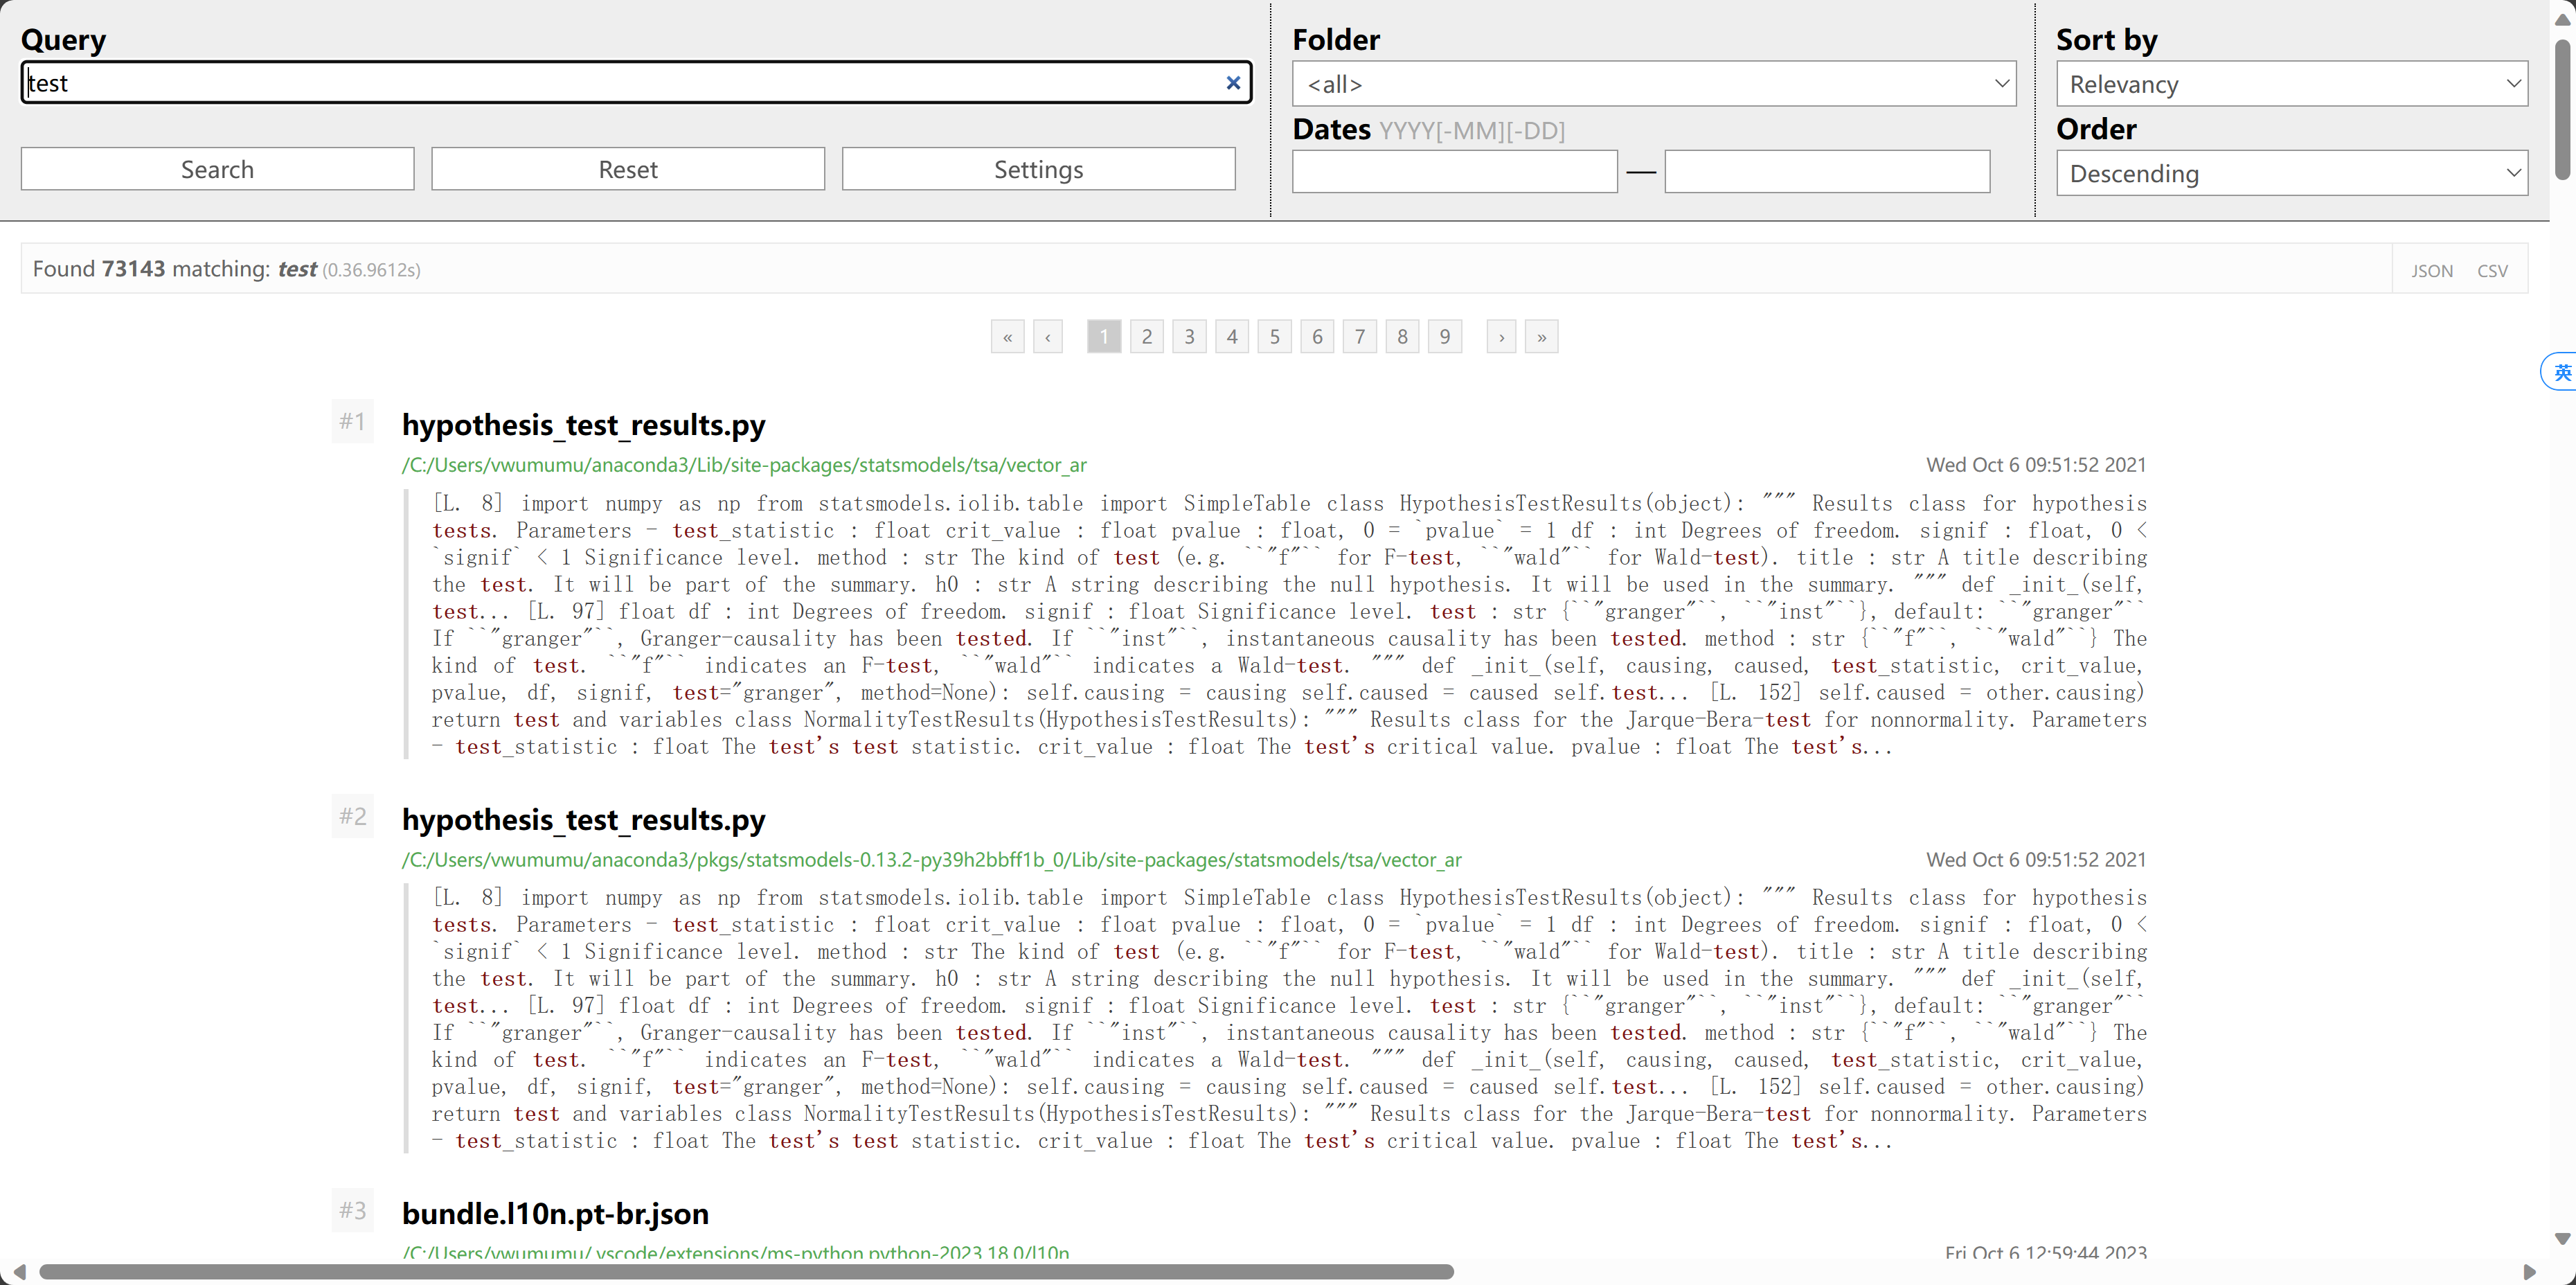 Query
test
×
Search
Reset
Settings
Folder
<all>
Dates YYYY[-MM][-DD]
—
Sort by
Relevancy
Order
Descending
Found 73143 matching: test (0.36.9612s)
JSON CSV
« ‹ 1 2 3 4 5 6 7 8 9 › »
英
#1
hypothesis_test_results.py
/C:/Users/vwumumu/anaconda3/Lib/site-packages/statsmodels/tsa/vector_ar
Wed Oct 6 09:51:52 2021
[L. 8] import numpy as np from statsmodels.iolib.table import SimpleTable class HypothesisTestResults(object): """ Results class for hypothesis
tests. Parameters - test_statistic : float crit_value : float pvalue : float, 0 = `pvalue` = 1 df : int Degrees of freedom. signif : float, 0 <
`signif` < 1 Significance level. method : str The kind of test (e.g. ``"f"`` for F-test, ``"wald"`` for Wald-test). title : str A title describing
the test. It will be part of the summary. h0 : str A string describing the null hypothesis. It will be used in the summary. """ def _init_(self,
test... [L. 97] float df : int Degrees of freedom. signif : float Significance level. test : str {``"granger"``, ``"inst"``}, default: ``"granger"``
If ``"granger"``, Granger-causality has been tested. If ``"inst"``, instantaneous causality has been tested. method : str {``"f"``, ``"wald"``} The
kind of test. ``"f"`` indicates an F-test, ``"wald"`` indicates a Wald-test. """ def _init_(self, causing, caused, test_statistic, crit_value,
pvalue, df, signif, test="granger", method=None): self.causing = causing self.caused = caused self.test... [L. 152] self.caused = other.causing)
return test and variables class NormalityTestResults(HypothesisTestResults): """ Results class for the Jarque-Bera-test for nonnormality. Parameters
- test_statistic : float The test's test statistic. crit_value : float The test's critical value. pvalue : float The test's...
#2
hypothesis_test_results.py
/C:/Users/vwumumu/anaconda3/pkgs/statsmodels-0.13.2-py39h2bbff1b_0/Lib/site-packages/statsmodels/tsa/vector_ar
Wed Oct 6 09:51:52 2021
[L. 8] import numpy as np from statsmodels.iolib.table import SimpleTable class HypothesisTestResults(object): """ Results class for hypothesis
tests. Parameters - test_statistic : float crit_value : float pvalue : float, 0 = `pvalue` = 1 df : int Degrees of freedom. signif : float, 0 <
`signif` < 1 Significance level. method : str The kind of test (e.g. ``"f"`` for F-test, ``"wald"`` for Wald-test). title : str A title describing
the test. It will be part of the summary. h0 : str A string describing the null hypothesis. It will be used in the summary. """ def _init_(self,
test... [L. 97] float df : int Degrees of freedom. signif : float Significance level. test : str {``"granger"``, ``"inst"``}, default: ``"granger"``
If ``"granger"``, Granger-causality has been tested. If ``"inst"``, instantaneous causality has been tested. method : str {``"f"``, ``"wald"``} The
kind of test. ``"f"`` indicates an F-test, ``"wald"`` indicates a Wald-test. """ def _init_(self, causing, caused, test_statistic, crit_value,
pvalue, df, signif, test="granger", method=None): self.causing = causing self.caused = caused self.test... [L. 152] self.caused = other.causing)
return test and variables class NormalityTestResults(HypothesisTestResults): """ Results class for the Jarque-Bera-test for nonnormality. Parameters
- test_statistic : float The test's test statistic. crit_value : float The test's critical value. pvalue : float The test's...
#3
bundle.l10n.pt-br.json
/C:/Users/vwumumu/.vscode/extensions/ms-python.python-2023.18.0/l10n
Fri Oct 6 12:59:44 2023